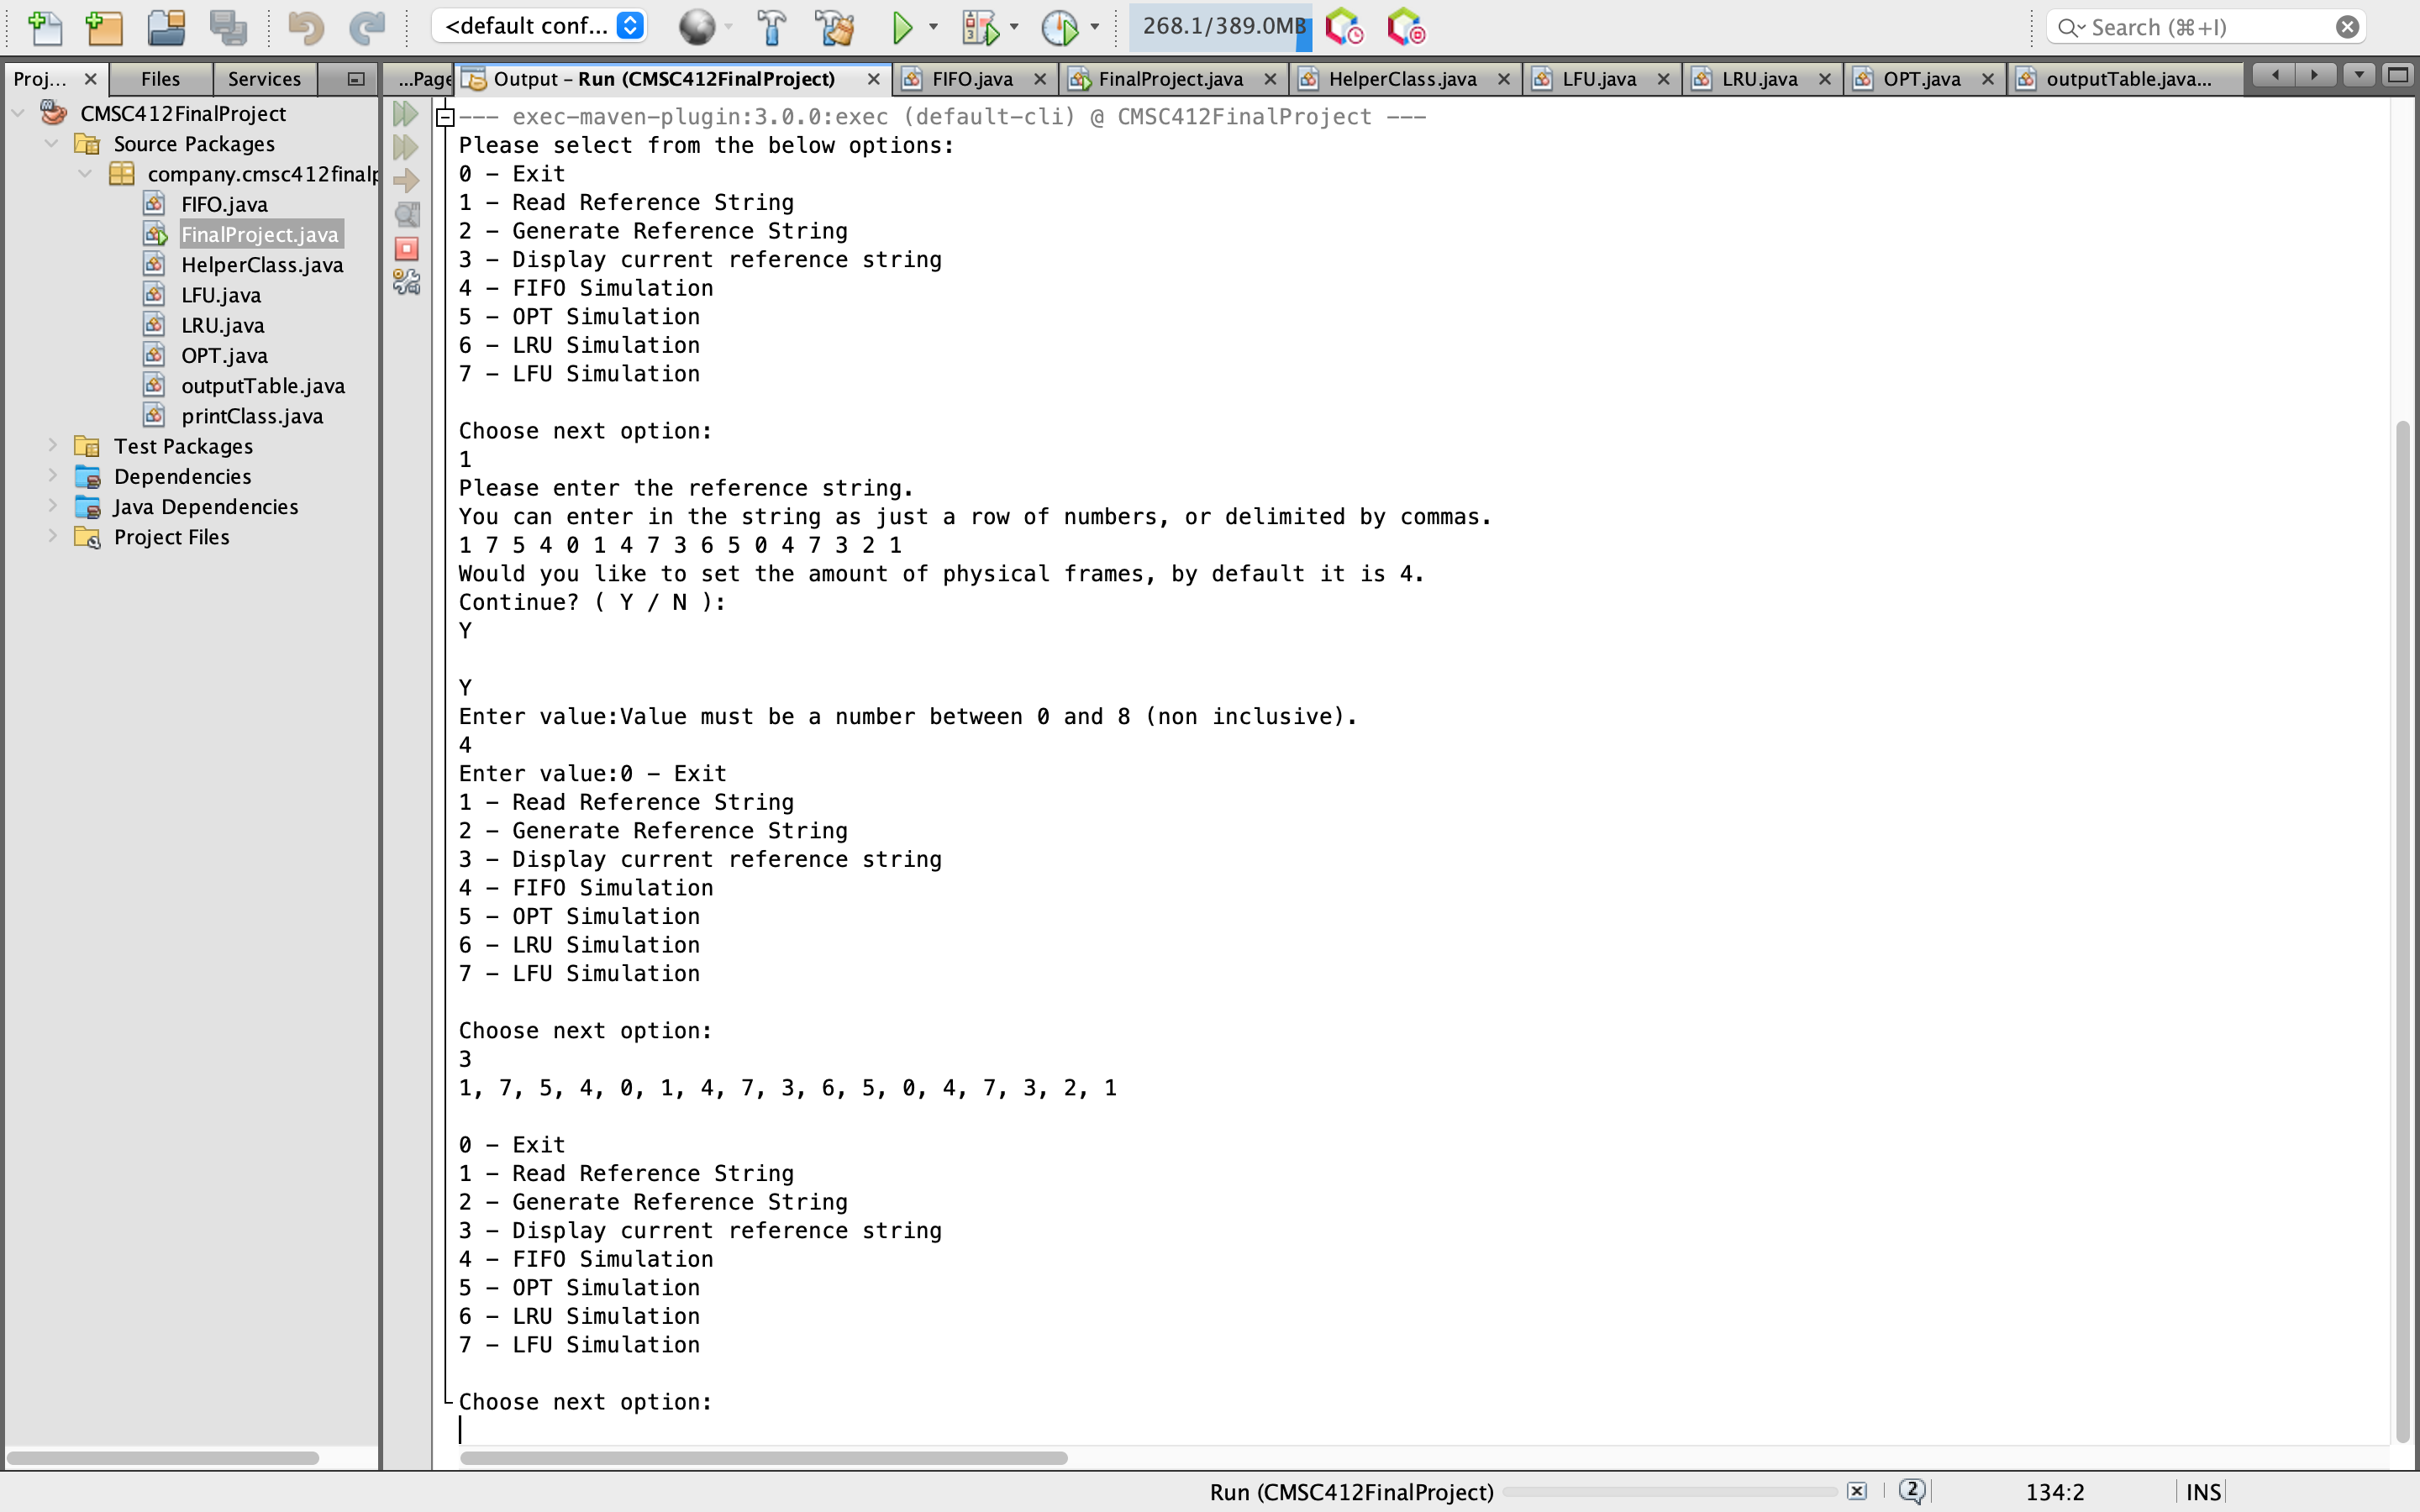 <default conf...
268.1/389.0MB
Search (⌘+I)
Proj...
Files
Services
...Page
Output – Run (CMSC412FinalProject)
FIFO.java
FinalProject.java
HelperClass.java
LFU.java
LRU.java
OPT.java
outputTable.java...
CMSC412FinalProject
Source Packages
company.cmsc412finalp
FIFO.java
FinalProject.java
HelperClass.java
LFU.java
LRU.java
OPT.java
outputTable.java
printClass.java
Test Packages
Dependencies
Java Dependencies
Project Files
--- exec-maven-plugin:3.0.0:exec (default-cli) @ CMSC412FinalProject ---
Please select from the below options:
0 – Exit
1 – Read Reference String
2 – Generate Reference String
3 – Display current reference string
4 – FIFO Simulation
5 – OPT Simulation
6 – LRU Simulation
7 – LFU Simulation
Choose next option:
1
Please enter the reference string.
You can enter in the string as just a row of numbers, or delimited by commas.
1 7 5 4 0 1 4 7 3 6 5 0 4 7 3 2 1
Would you like to set the amount of physical frames, by default it is 4.
Continue? ( Y / N ):
Y
Y
Enter value:Value must be a number between 0 and 8 (non inclusive).
4
Enter value:0 – Exit
1 – Read Reference String
2 – Generate Reference String
3 – Display current reference string
4 – FIFO Simulation
5 – OPT Simulation
6 – LRU Simulation
7 – LFU Simulation
Choose next option:
3
1, 7, 5, 4, 0, 1, 4, 7, 3, 6, 5, 0, 4, 7, 3, 2, 1
0 – Exit
1 – Read Reference String
2 – Generate Reference String
3 – Display current reference string
4 – FIFO Simulation
5 – OPT Simulation
6 – LRU Simulation
7 – LFU Simulation
Choose next option:
Run (CMSC412FinalProject)
2
134:2
INS